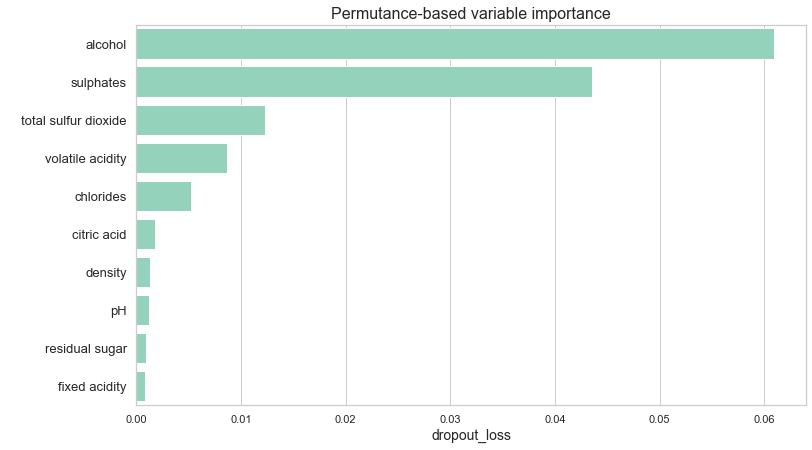 Permutance-based variable importance
alcohol
sulphates
total sulfur dioxide
volatile acidity
chlorides
citric acid
density
pH
residual sugar
fixed acidity
0.00 0.01 0.02 0.03 0.04 0.05 0.06
dropout_loss